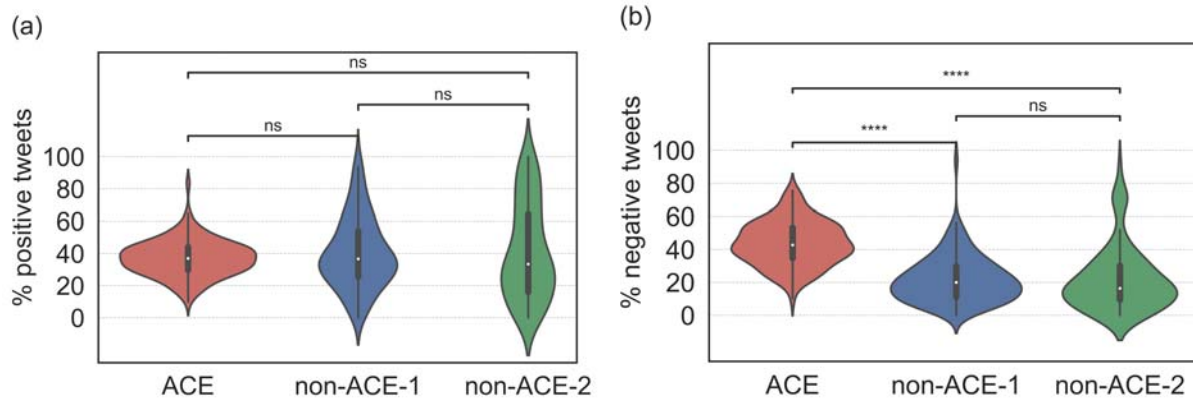 (a)
ns
ns
ns
% positive tweets
100
80
60
40
20
0
ACE non-ACE-1 non-ACE-2
(b)
****
ns
****
% negative tweets
100
80
60
40
20
0
ACE non-ACE-1 non-ACE-2